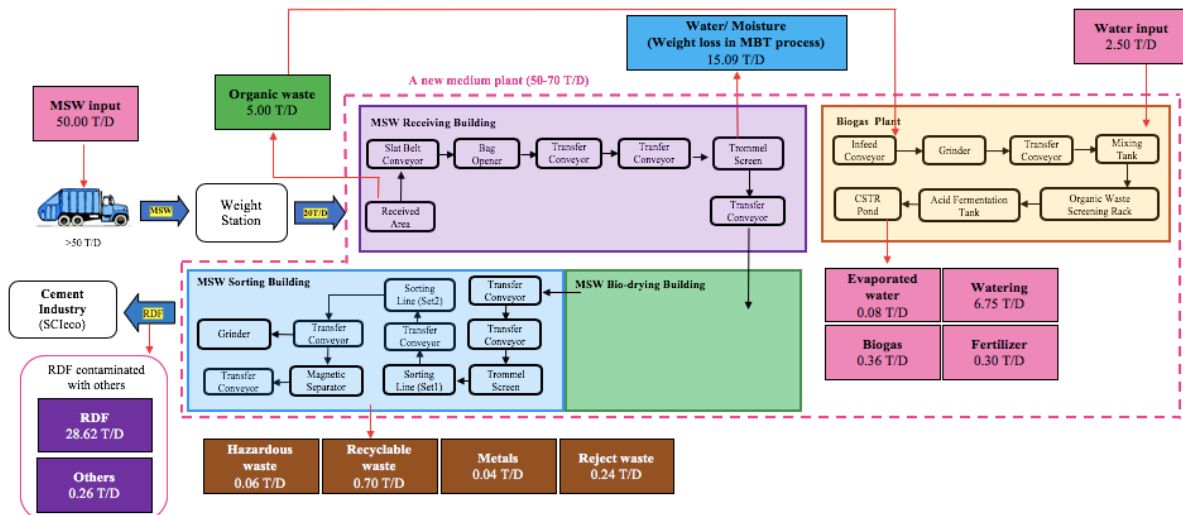 Water/ Moisture
(Weight loss in MBT process)
15.09 T/D
Water input
2.50 T/D
MSW input
50.00 T/D
Organic waste
5.00 T/D
A new medium plant (50-70 T/D)
MSW Receiving Building
Slat Belt
Conveyor
Bag
Opener
Transfer
Conveyor
Tranfer
Conveyor
Trommel
Screen
Received
Area
Transfer
Conveyor
Biogas Plant
Infeed
Conveyor
Grinder
Transfer
Conveyor
Mixing
Tank
CSTR
Pond
Acid Fermentation
Tank
Organic Waste
Screening Rack
MSW
Weight
Station
20T/D
>50 T/D
MSW Sorting Building
Sorting
Line (Set2)
Transfer
Conveyor
Grinder
Transfer
Conveyor
Transfer
Conveyor
Transfer
Conveyor
Transfer
Conveyor
Magnetic
Separator
Sorting
Line (Set1)
Trommel
Screen
MSW Bio-drying Building
Evaporated
water
0.08 T/D
Watering
6.75 T/D
Biogas
0.36 T/D
Fertilizer
0.30 T/D
Cement
Industry
(SCIeco)
RDF
RDF contaminated
with others
RDF
28.62 T/D
Others
0.26 T/D
Hazardous
waste
0.06 T/D
Recyclable
waste
0.70 T/D
Metals
0.04 T/D
Reject waste
0.24 T/D